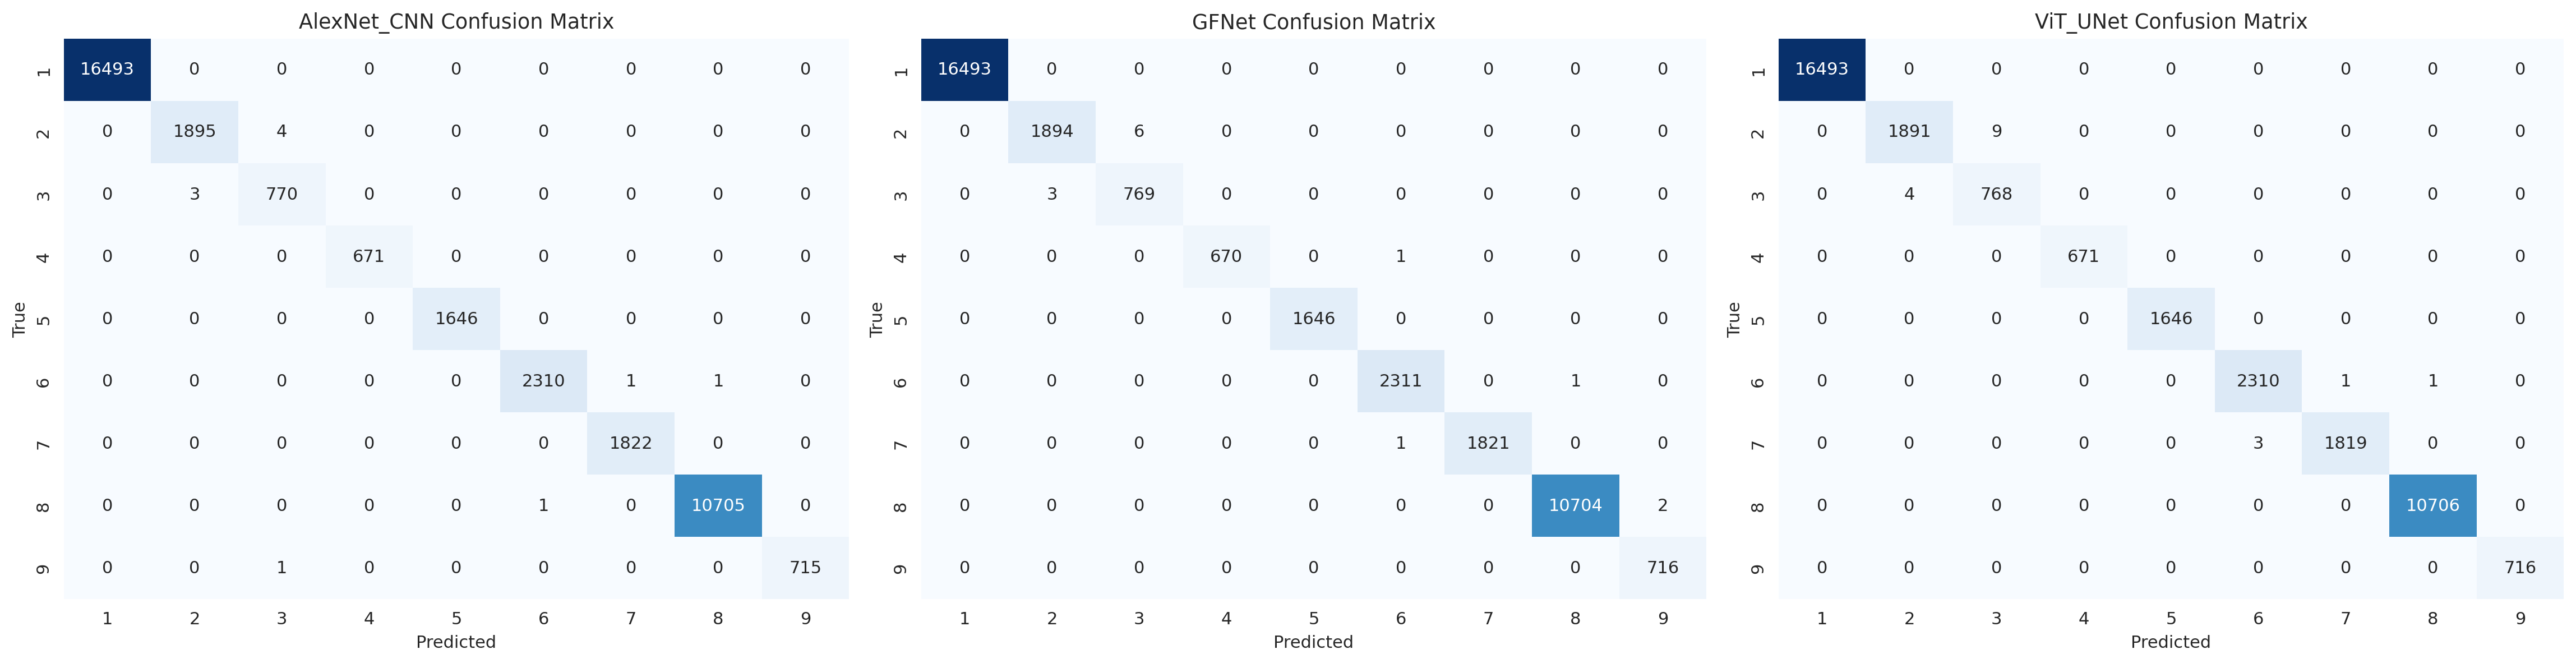 AlexNet_CNN Confusion Matrix
1 16493 0 0 0 0 0 0 0 0
2 0 1895 4 0 0 0 0 0 0
3 0 3 770 0 0 0 0 0 0
4 0 0 0 671 0 0 0 0 0
5 0 0 0 0 1646 0 0 0 0
6 0 0 0 0 0 2310 1 1 0
7 0 0 0 0 0 0 1822 0 0
8 0 0 0 0 0 1 0 10705 0
9 0 0 1 0 0 0 0 0 715
True
1 2 3 4 5 6 7 8 9
Predicted
GFNet Confusion Matrix
1 16493 0 0 0 0 0 0 0 0
2 0 1894 6 0 0 0 0 0 0
3 0 3 769 0 0 0 0 0 0
4 0 0 0 670 0 1 0 0 0
5 0 0 0 0 1646 0 0 0 0
6 0 0 0 0 0 2311 0 1 0
7 0 0 0 0 0 1 1821 0 0
8 0 0 0 0 0 0 0 10704 2
9 0 0 0 0 0 0 0 0 716
True
1 2 3 4 5 6 7 8 9
Predicted
ViT_UNet Confusion Matrix
1 16493 0 0 0 0 0 0 0 0
2 0 1891 9 0 0 0 0 0 0
3 0 4 768 0 0 0 0 0 0
4 0 0 0 671 0 0 0 0 0
5 0 0 0 0 1646 0 0 0 0
6 0 0 0 0 0 2310 1 1 0
7 0 0 0 0 0 3 1819 0 0
8 0 0 0 0 0 0 0 10706 0
9 0 0 0 0 0 0 0 0 716
True
1 2 3 4 5 6 7 8 9
Predicted